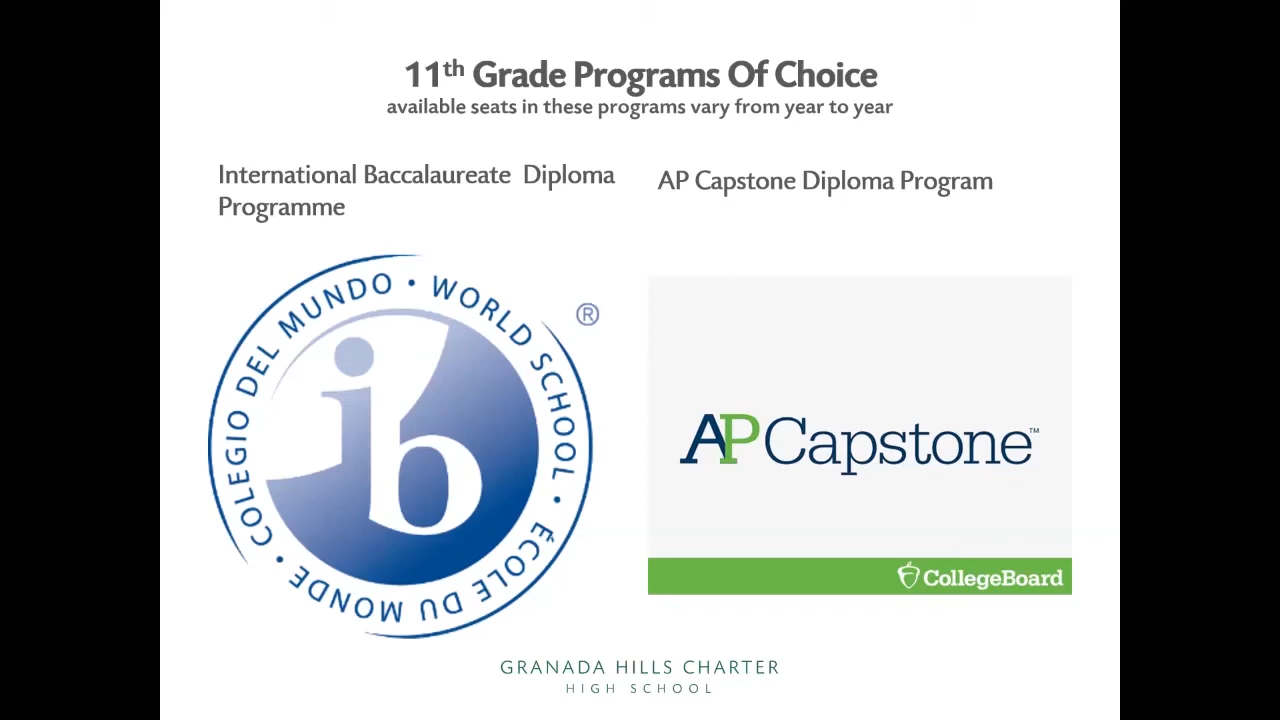 11th Grade Programs Of Choice
available seats in these programs vary from year to year
International Baccalaureate Diploma
Programme
AP Capstone Diploma Program
COLEGIO DEL MUNDO • WORLD SCHOOL • ÉCOLE DU MONDE •
®
ib
AP Capstone™
CollegeBoard
GRANADA HILLS CHARTER
HIGH SCHOOL